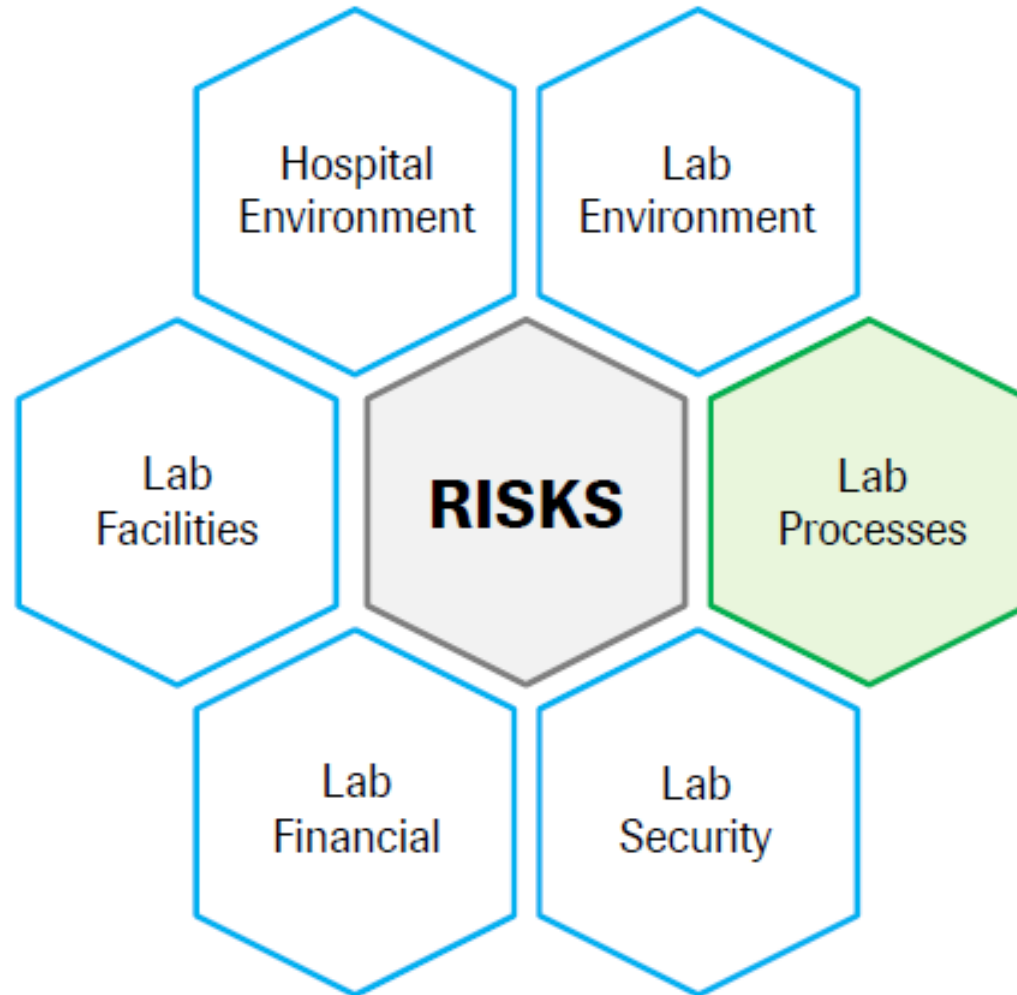 Hospital
Environment
Lab
Environment
Lab
Facilities
RISKS
Lab
Processes
Lab
Financial
Lab
Security